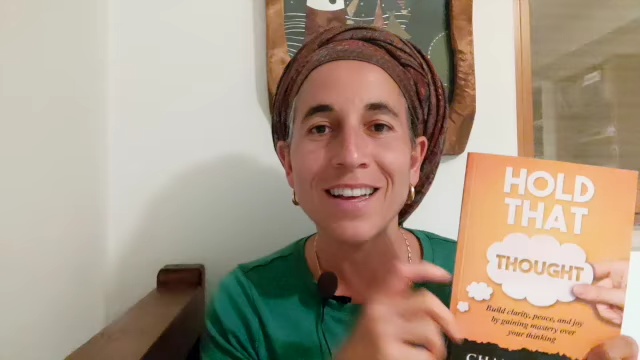 HOLD
THAT
THOUGHT
Build clarity, peace, and joy
by gaining mastery over
your thinking